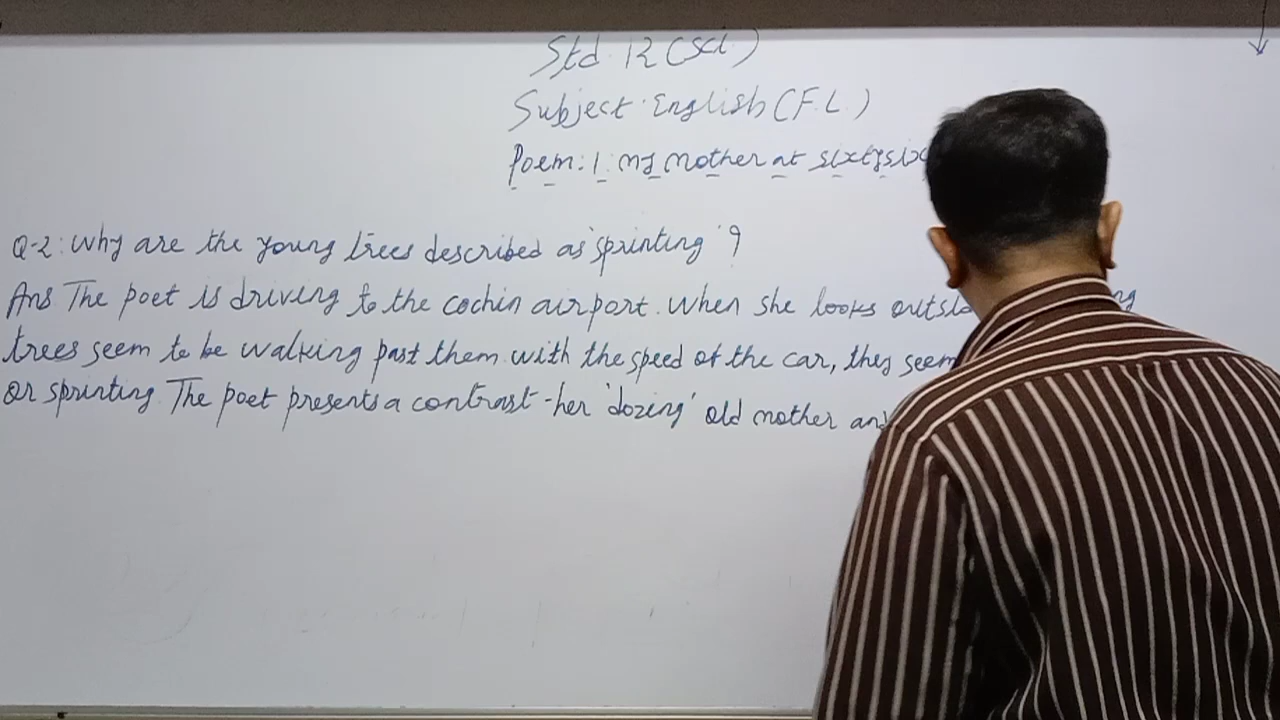 Std. 12 (Sci)
Subject: English (F.L.)
Poem: 1. My Mother at sixty six
Q-2: Why are the young trees described as 'sprinting'?
Ans The poet is driving to the cochin airport. When she looks outsi
trees seem to be walking past them with the speed of the car, they seem
or sprinting. The poet presents a contrast - her 'dozing' old mother and